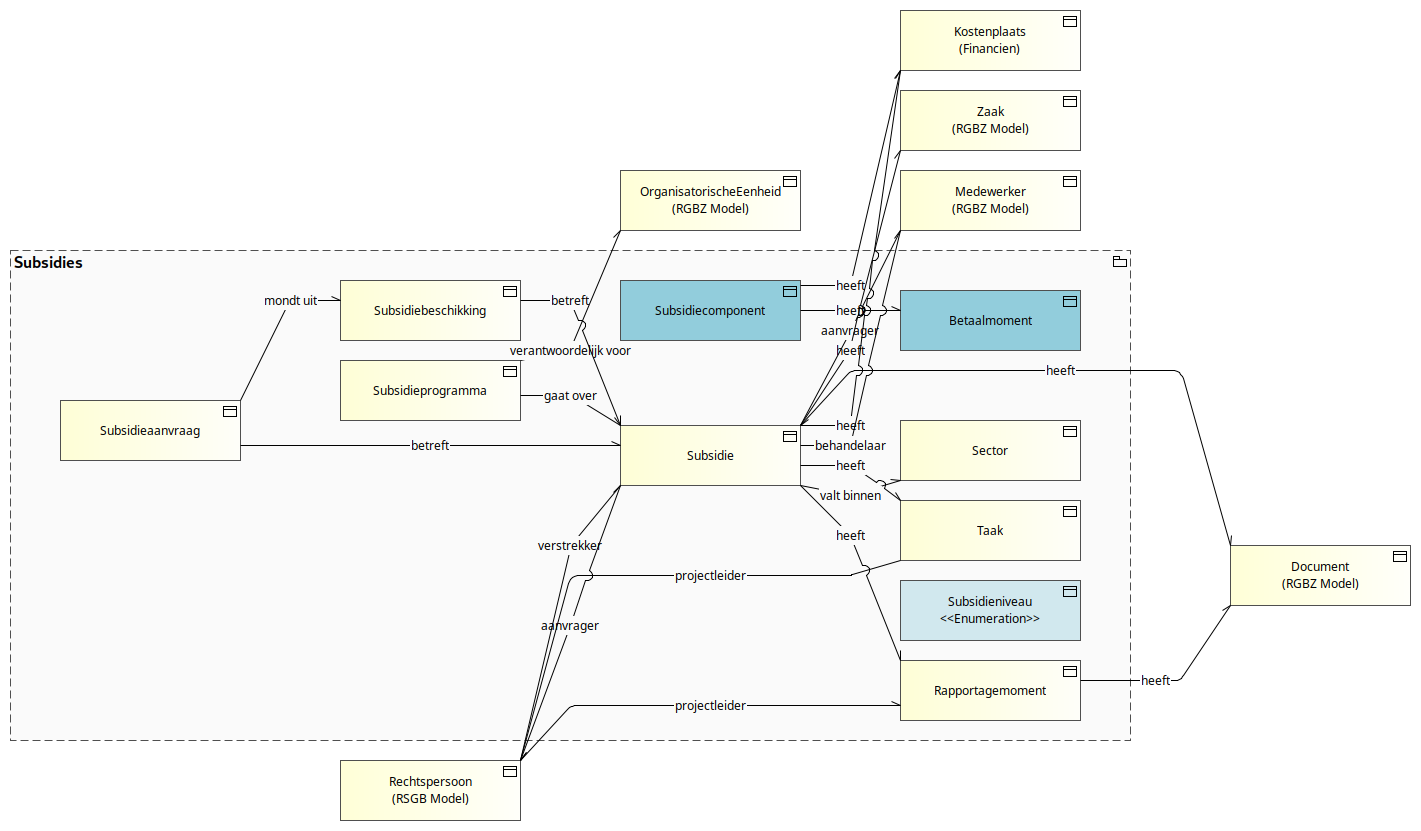 Kostenplaats
(Financien)
Zaak
(RGBZ Model)
OrganisatorischeEenheid
(RGBZ Model)
Medewerker
(RGBZ Model)
Subsidies
mondt uit
Subsidiebeschikking
betreft
Subsidiecomponent
heeft
heeft
Betaalmoment
aanvrager
verantwoordelijk voor
heeft
heeft
Subsidieprogramma
gaat over
Subsidieaanvraag
betreft
Subsidie
heeft
behandelaar
heeft
Sector
valt binnen
Taak
heeft
verstrekker
projectleider
Document
(RGBZ Model)
Subsidieniveau
<<Enumeration>>
aanvrager
Rapportagemoment
heeft
projectleider
Rechtspersoon
(RSGB Model)